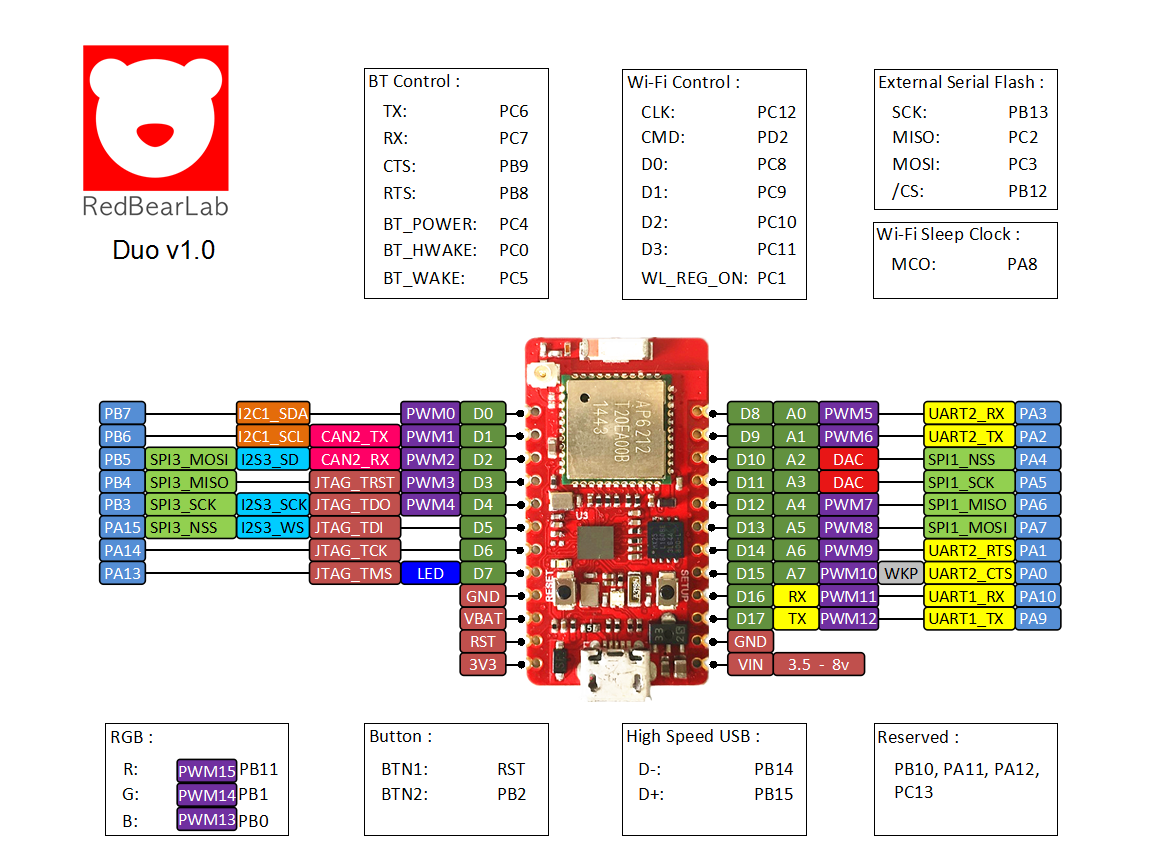 RedBearLab
Duo v1.0
BT Control :
TX: PC6
RX: PC7
CTS: PB9
RTS: PB8
BT_POWER: PC4
BT_HWAKE: PC0
BT_WAKE: PC5
Wi-Fi Control :
CLK: PC12
CMD: PD2
D0: PC8
D1: PC9
D2: PC10
D3: PC11
WL_REG_ON: PC1
External Serial Flash :
SCK: PB13
MISO: PC2
MOSI: PC3
/CS: PB12
Wi-Fi Sleep Clock :
MCO: PA8
PB7 I2C1_SDA PWM0 D0
PB6 I2C1_SCL CAN2_TX PWM1 D1
PB5 SPI3_MOSI I2S3_SD CAN2_RX PWM2 D2
PB4 SPI3_MISO JTAG_TRST PWM3 D3
PB3 SPI3_SCK I2S3_SCK JTAG_TDO PWM4 D4
PA15 SPI3_NSS I2S3_WS JTAG_TDI D5
PA14 JTAG_TCK D6
PA13 JTAG_TMS LED D7
GND
VBAT
RST
3V3
AP6212
T20EA00B
1443
U3
RESET
SETUP
D8 A0 PWM5 UART2_RX PA3
D9 A1 PWM6 UART2_TX PA2
D10 A2 DAC SPI1_NSS PA4
D11 A3 DAC SPI1_SCK PA5
D12 A4 PWM7 SPI1_MISO PA6
D13 A5 PWM8 SPI1_MOSI PA7
D14 A6 PWM9 UART2_RTS PA1
D15 A7 PWM10 WKP UART2_CTS PA0
D16 RX PWM11 UART1_RX PA10
D17 TX PWM12 UART1_TX PA9
GND
VIN 3.5 - 8v
RGB :
R: PWM15 PB11
G: PWM14 PB1
B: PWM13 PB0
Button :
BTN1: RST
BTN2: PB2
High Speed USB :
D-: PB14
D+: PB15
Reserved :
PB10, PA11, PA12,
PC13